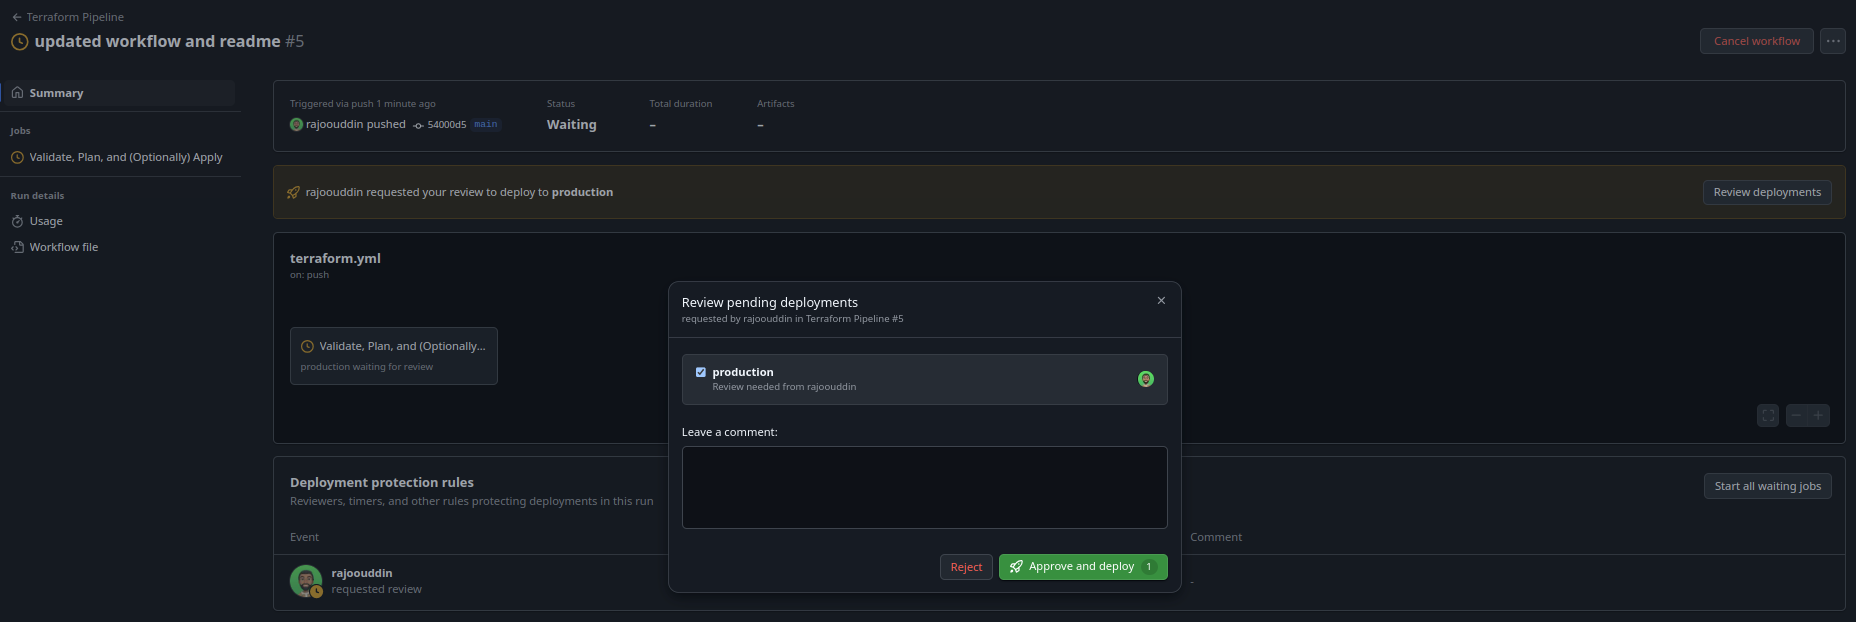 Terraform Pipeline
updated workflow and readme #5
Cancel workflow
Summary
Jobs
Validate, Plan, and (Optionally) Apply
Run details
Usage
Workflow file
Triggered via push 1 minute ago
Status
Total duration
Artifacts
rajoouddin pushed 54000d5 main
Waiting
–
–
rajoouddin requested your review to deploy to production
Review deployments
terraform.yml
on: push
Validate, Plan, and (Optionally...
production waiting for review
Review pending deployments
requested by rajoouddin in Terraform Pipeline #5
production
Review needed from rajoouddin
Leave a comment:
Reject
Approve and deploy 1
Deployment protection rules
Reviewers, timers, and other rules protecting deployments in this run
Start all waiting jobs
Event
Comment
rajoouddin
requested review
-